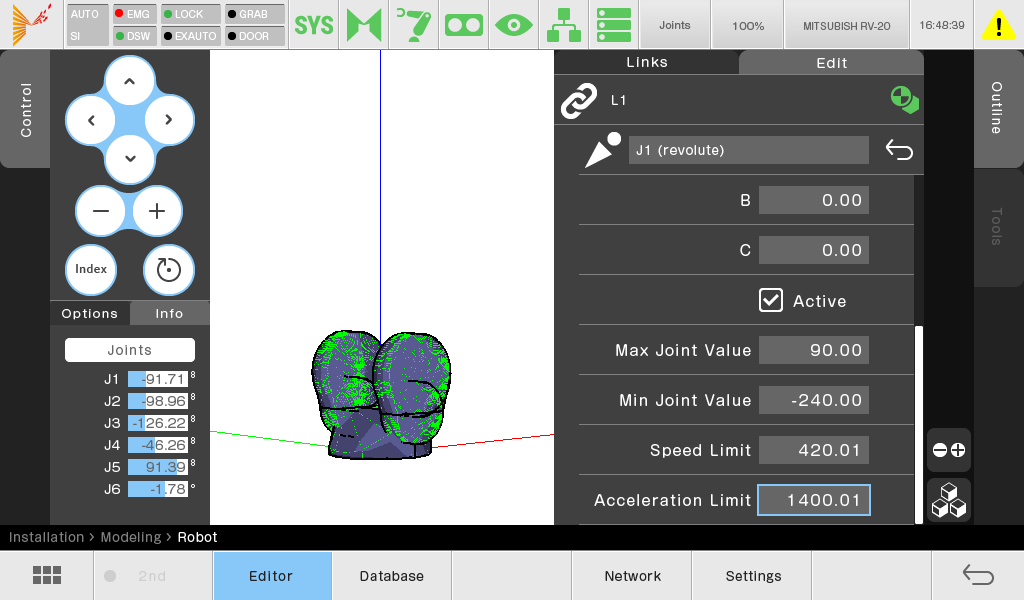 AUTO
SI
EMG
DSW
LOCK
EXAUTO
GRAB
DOOR
SYS
Joints
100%
MITSUBISH RV-20
16:48:39
Control
Index
Options
Info
Joints
J1 -91.71 °
J2 -98.96 °
J3 -126.22 °
J4 -46.26 °
J5 91.39 °
J6 -1.78 °
Links
Edit
L1
J1 (revolute)
B 0.00
C 0.00
Active
Max Joint Value 90.00
Min Joint Value -240.00
Speed Limit 420.01
Acceleration Limit 1400.01
Outline
Tools
Installation > Modeling > Robot
2nd
Editor
Database
Network
Settings